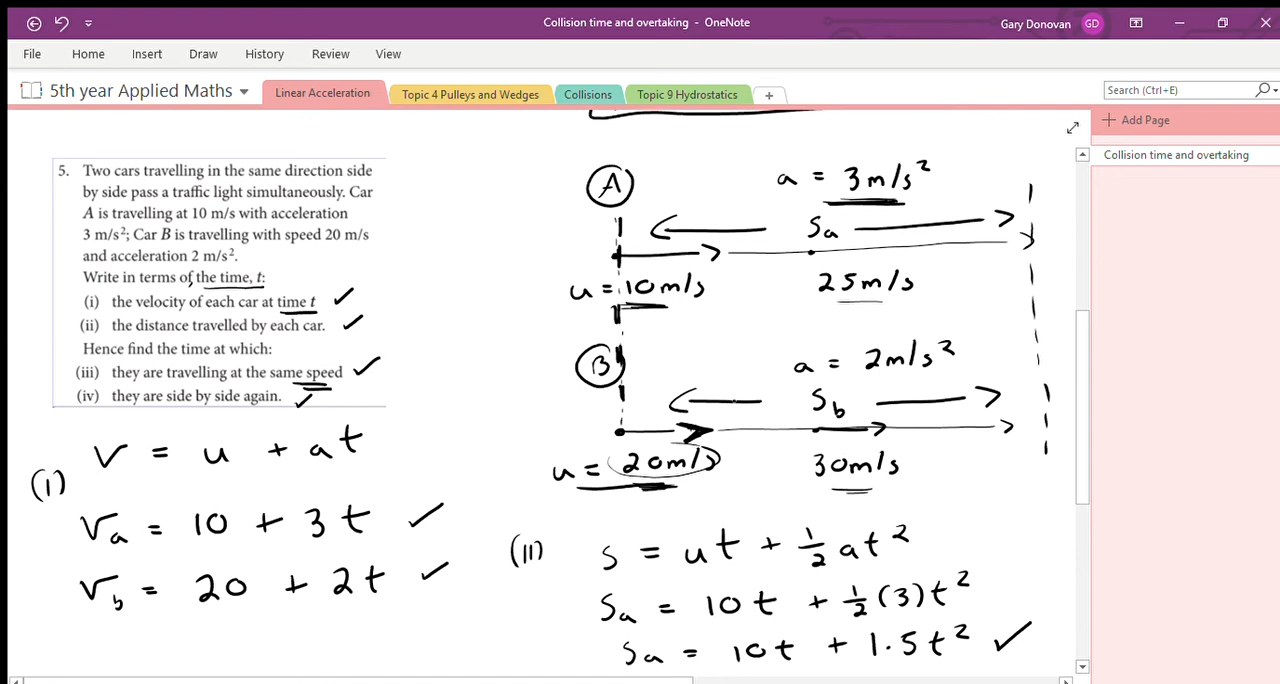 Collision time and overtaking - OneNote
Gary Donovan GD
File Home Insert Draw History Review View
5th year Applied Maths
Linear Acceleration
Topic 4 Pulleys and Wedges
Collisions
Topic 9 Hydrostatics
Search (Ctrl+E)
Add Page
Collision time and overtaking
5. Two cars travelling in the same direction side
by side pass a traffic light simultaneously. Car
A is travelling at 10 m/s with acceleration
3 m/s²; Car B is travelling with speed 20 m/s
and acceleration 2 m/s².
Write in terms of the time, t:
(i) the velocity of each car at time t ✓
(ii) the distance travelled by each car. ✓
Hence find the time at which:
(iii) they are travelling at the same speed ✓
(iv) they are side by side again. ✓
(i)
v = u + at
va = 10 + 3t ✓
vb = 20 + 2t ✓
A
a = 3m/s²
Sa
u = 10m/s
25m/s
B
a = 2m/s²
Sb
u = 20m/s
30m/s
(ii) s = ut + ½at²
Sa = 10t + ½(3)t²
Sa = 10t + 1.5t² ✓